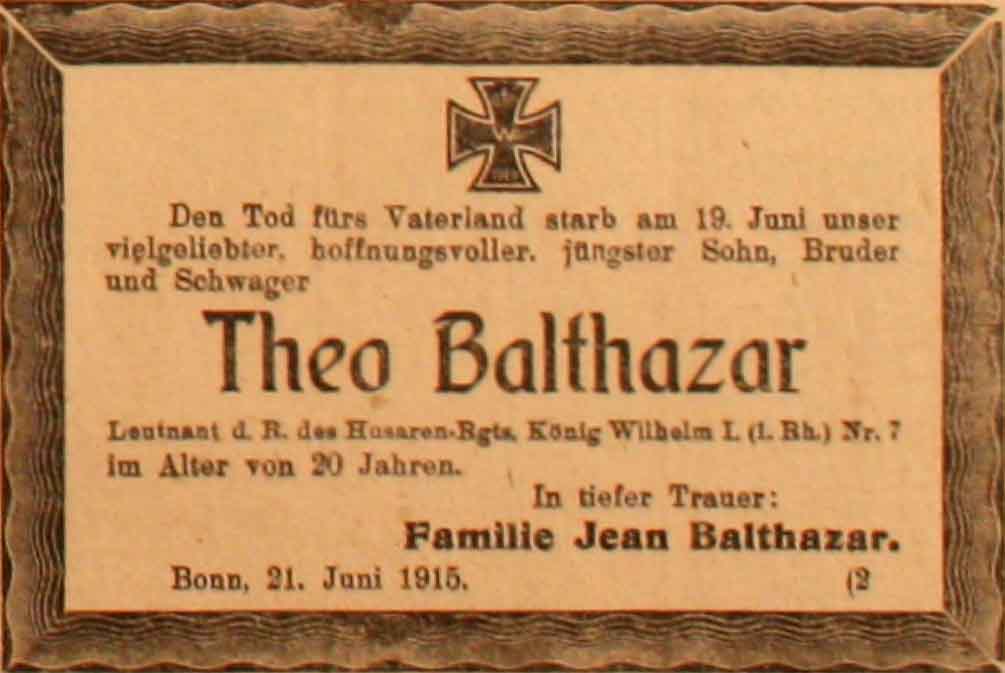 W
Den Tod fürs Vaterland starb am 19. Juni unser
vielgeliebter, hoffnungsvoller, jüngster Sohn, Bruder
und Schwager
Theo Balthazar
Leutnant d. R. des Husaren-Rgts. König Wilhelm I. (1. Rh.) Nr. 7
im Alter von 20 Jahren.
In tiefer Trauer:
Familie Jean Balthazar.
Bonn, 21. Juni 1915.
(2